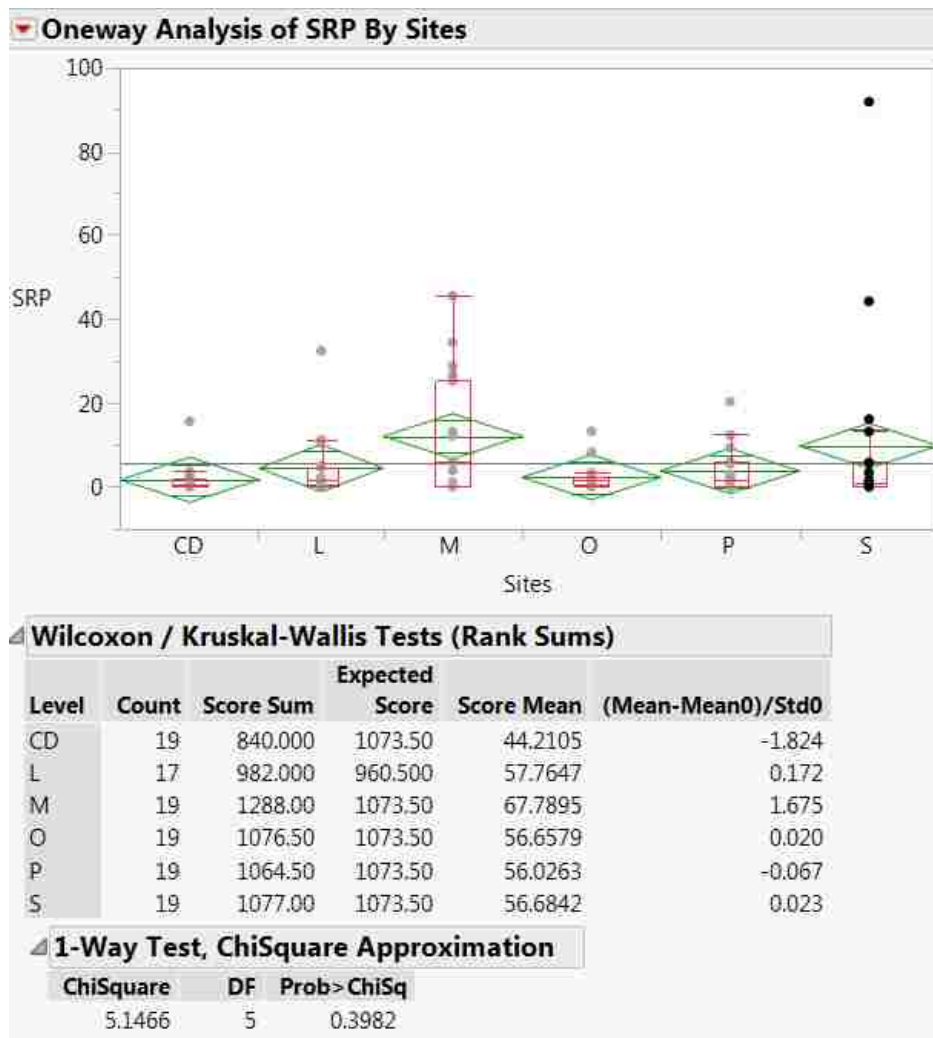 Oneway Analysis of SRP By Sites
100
80
60
SRP
40
20
0
CD L M O P S
Sites
Wilcoxon / Kruskal-Wallis Tests (Rank Sums)
Expected
Level Count Score Sum Score Score Mean (Mean-Mean0)/Std0
CD 19 840.000 1073.50 44.2105 -1.824
L 17 982.000 960.500 57.7647 0.172
M 19 1288.00 1073.50 67.7895 1.675
O 19 1076.50 1073.50 56.6579 0.020
P 19 1064.50 1073.50 56.0263 -0.067
S 19 1077.00 1073.50 56.6842 0.023
1-Way Test, ChiSquare Approximation
ChiSquare DF Prob>ChiSq
5.1466 5 0.3982